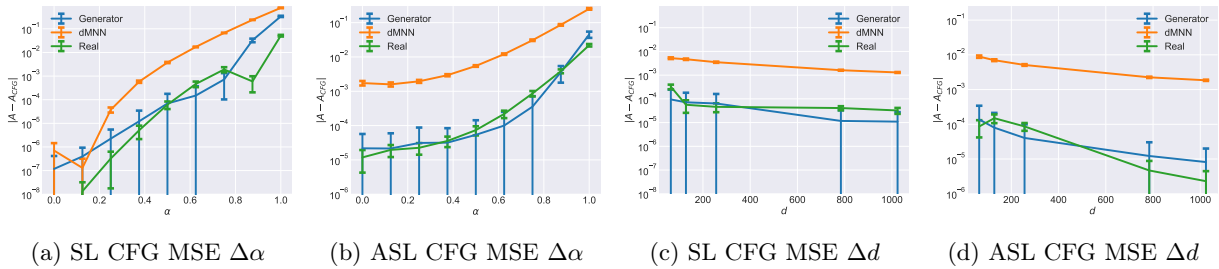 |A − A_CFG|
10⁻¹
10⁻²
10⁻³
10⁻⁴
10⁻⁵
10⁻⁶
10⁻⁷
10⁻⁸
Generator
dMNN
Real
0.0 0.2 0.4 0.6 0.8 1.0
α
|A − A_CFG|
10⁻¹
10⁻²
10⁻³
10⁻⁴
10⁻⁵
10⁻⁶
Generator
dMNN
Real
0.0 0.2 0.4 0.6 0.8 1.0
α
|A − A_CFG|
10⁻¹
10⁻²
10⁻³
10⁻⁴
10⁻⁵
10⁻⁶
10⁻⁷
10⁻⁸
Generator
dMNN
Real
200 400 600 800 1000
d
|A − A_CFG|
10⁻¹
10⁻²
10⁻³
10⁻⁴
10⁻⁵
10⁻⁶
Generator
dMNN
Real
200 400 600 800 1000
d
(a) SL CFG MSE Δα
(b) ASL CFG MSE Δα
(c) SL CFG MSE Δd
(d) ASL CFG MSE Δd